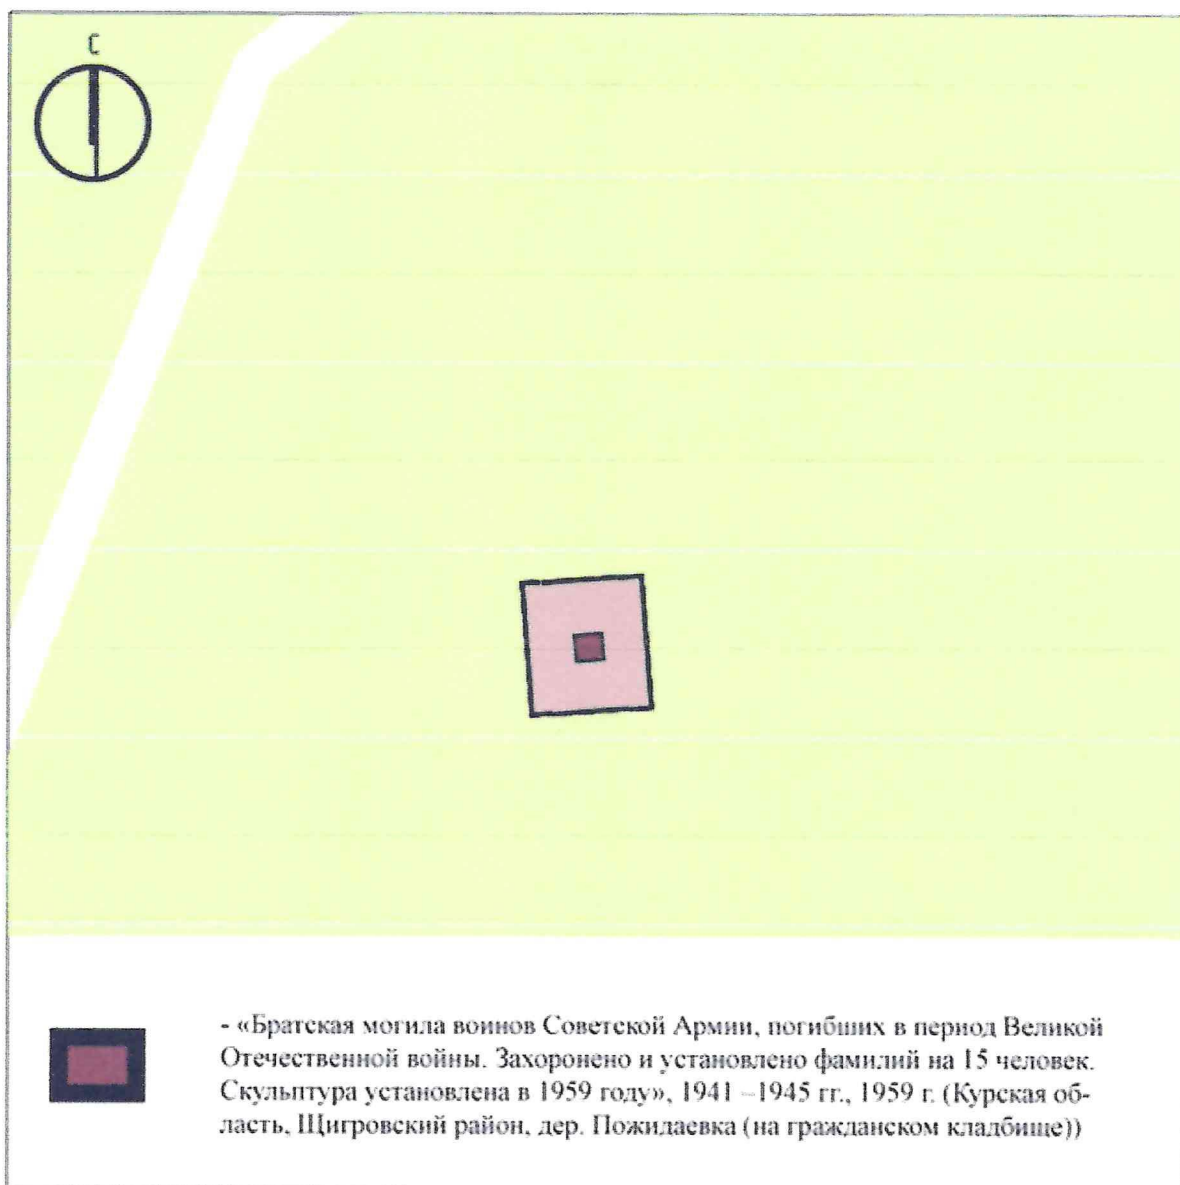 С
- «Братская могила воинов Советской Армии, погибших в период Великой
Отечественной войны. Захоронено и установлено фамилий на 15 человек.
Скульптура установлена в 1959 году», 1941 –1945 гг., 1959 г. (Курская об-
ласть, Щигровский район, дер. Пожидаевка (на гражданском кладбище))